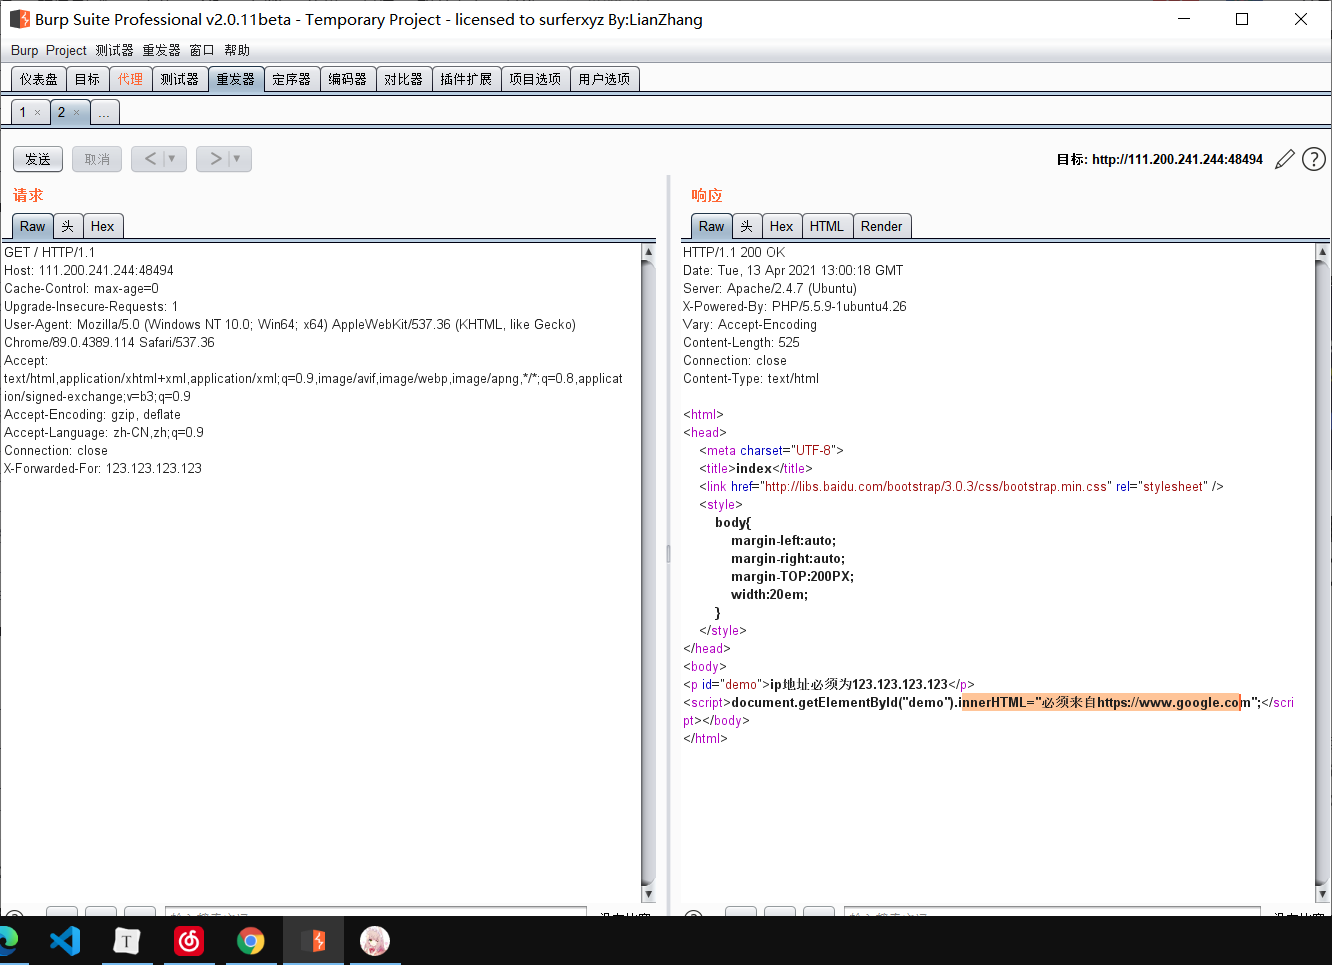 Burp Suite Professional v2.0.11beta - Temporary Project - licensed to surferxyz By:LianZhang
Burp Project 测试器 重发器 窗口 帮助
仪表盘 目标 代理 测试器 重发器 定序器 编码器 对比器 插件扩展 项目选项 用户选项
1 × 2 × ...
发送 取消 < ▼ > ▼ 目标: http://111.200.241.244:48494 ?
请求
Raw 头 Hex
GET / HTTP/1.1
Host: 111.200.241.244:48494
Cache-Control: max-age=0
Upgrade-Insecure-Requests: 1
User-Agent: Mozilla/5.0 (Windows NT 10.0; Win64; x64) AppleWebKit/537.36 (KHTML, like Gecko)
Chrome/89.0.4389.114 Safari/537.36
Accept:
text/html,application/xhtml+xml,application/xml;q=0.9,image/avif,image/webp,image/apng,*/*;q=0.8,applicat
ion/signed-exchange;v=b3;q=0.9
Accept-Encoding: gzip, deflate
Accept-Language: zh-CN,zh;q=0.9
Connection: close
X-Forwarded-For: 123.123.123.123
响应
Raw 头 Hex HTML Render
HTTP/1.1 200 OK
Date: Tue, 13 Apr 2021 13:00:18 GMT
Server: Apache/2.4.7 (Ubuntu)
X-Powered-By: PHP/5.5.9-1ubuntu4.26
Vary: Accept-Encoding
Content-Length: 525
Connection: close
Content-Type: text/html
<html>
<head>
<meta charset="UTF-8">
<title>index</title>
<link href="http://libs.baidu.com/bootstrap/3.0.3/css/bootstrap.min.css" rel="stylesheet" />
<style>
body{
margin-left:auto;
margin-right:auto;
margin-TOP:200PX;
width:20em;
}
</style>
</head>
<body>
<p id="demo">ip地址必须为123.123.123.123</p>
<script>document.getElementById("demo").innerHTML="必须来自https://www.google.com";</scri
pt></body>
</html>
T